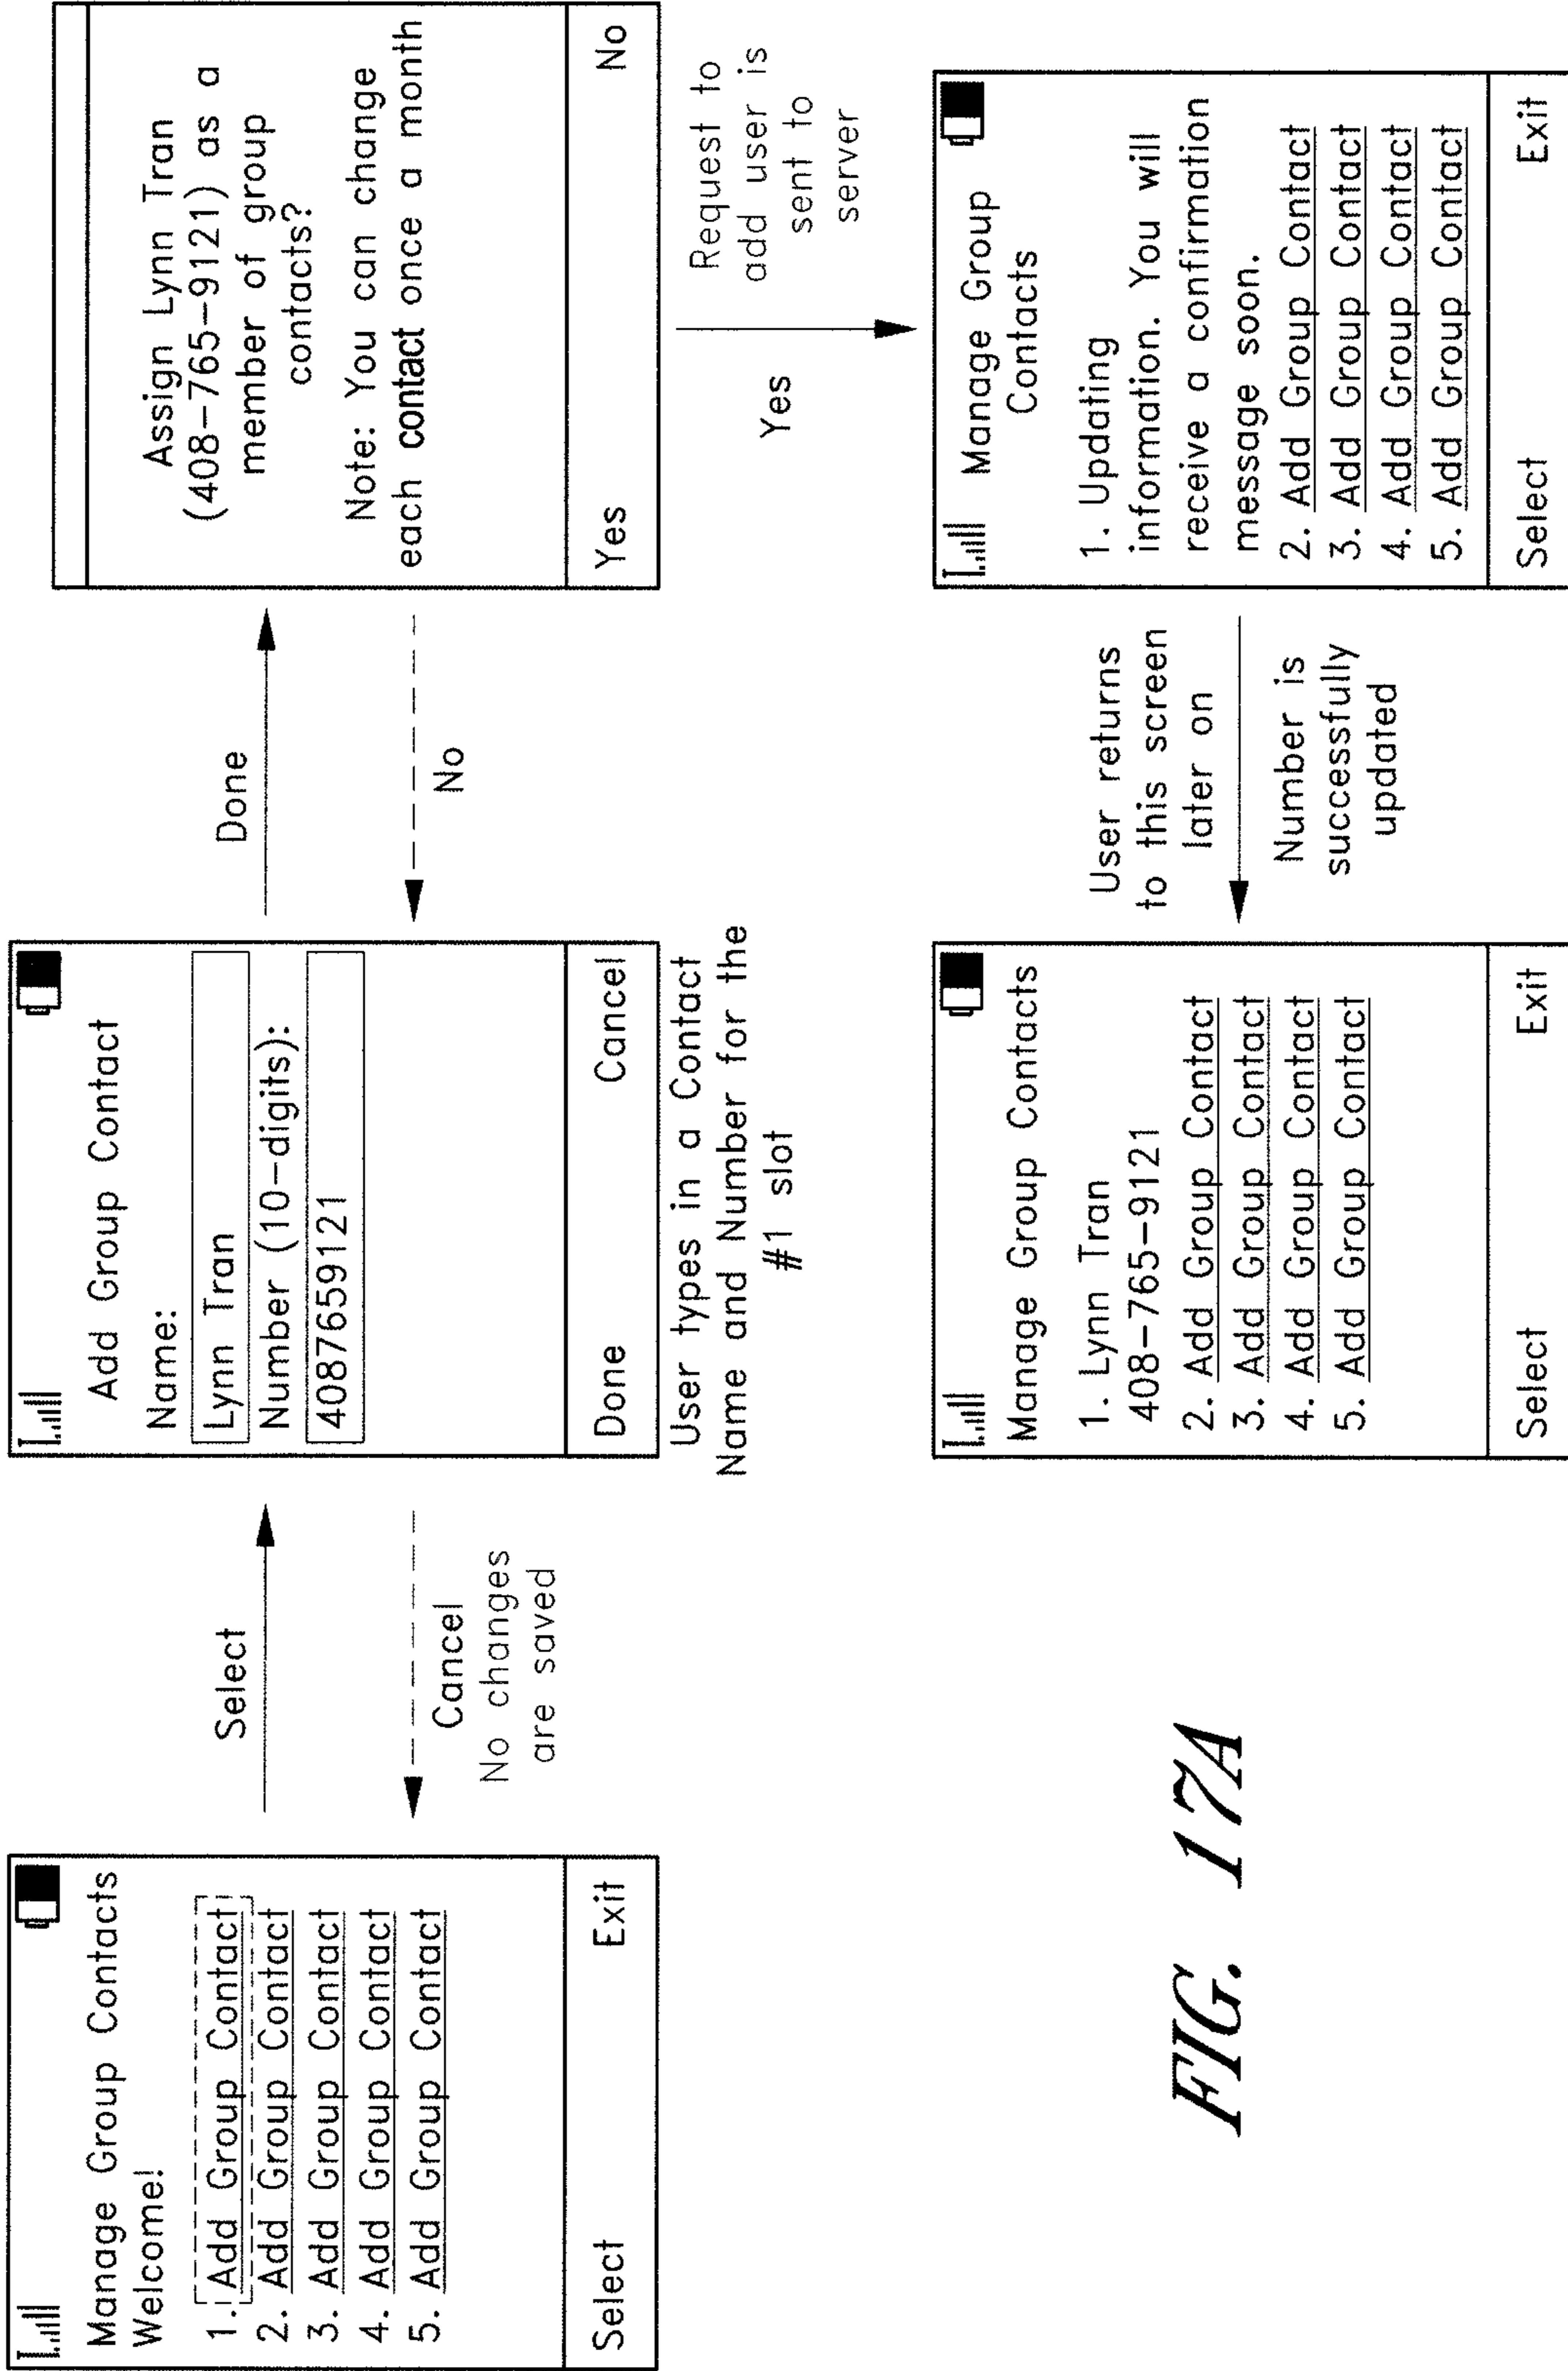 Manage Group Contacts
Welcome!
1. Add Group Contact
2. Add Group Contact
3. Add Group Contact
4. Add Group Contact
5. Add Group Contact
Select Exit
Select
Cancel
No changes
are saved
Add Group Contact
Name:
Lynn Tran
Number (10-digits):
4087659121
Done Cancel
User types in a Contact
Name and Number for the
#1 slot
Done
No
Assign Lynn Tran
(408-765-9121) as a
member of group
contacts?
Note: You can change
each contact once a month
Yes No
Yes
Request to
add user is
sent to
server
Manage Group
Contacts
1. Updating
information. You will
receive a confirmation
message soon.
2. Add Group Contact
3. Add Group Contact
4. Add Group Contact
5. Add Group Contact
Select Exit
User returns
to this screen
later on
Number is
successfully
updated
Manage Group Contacts
1. Lynn Tran
408-765-9121
2. Add Group Contact
3. Add Group Contact
4. Add Group Contact
5. Add Group Contact
Select Exit
FIG. 17A